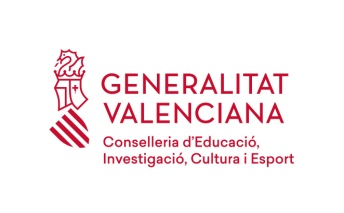 GENERALITAT
VALENCIANA
Conselleria d'Educació,
Investigació, Cultura i Esport